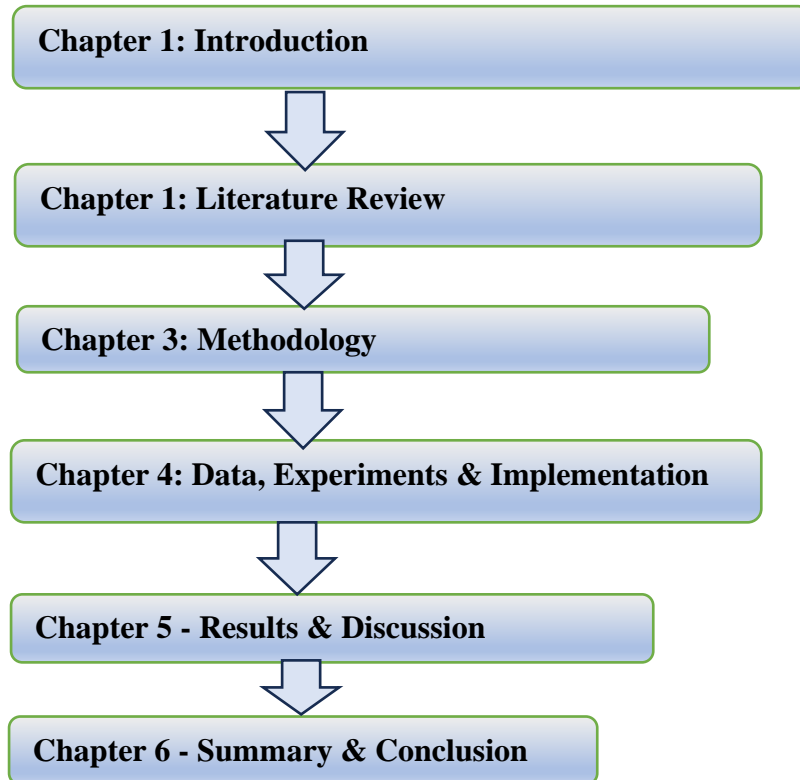 Chapter 1: Introduction
Chapter 1: Literature Review
Chapter 3: Methodology
Chapter 4: Data, Experiments & Implementation
Chapter 5 - Results & Discussion
Chapter 6 - Summary & Conclusion